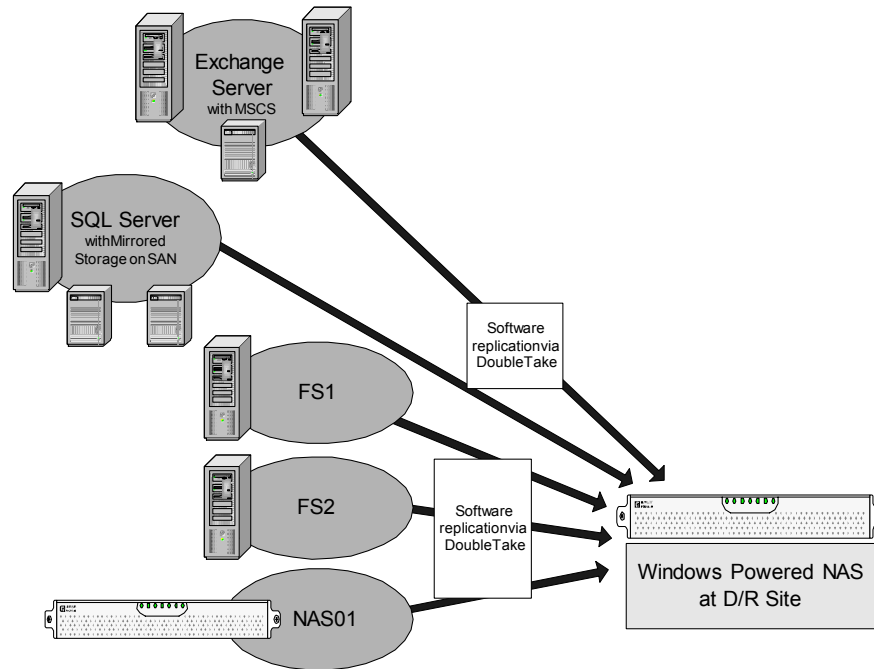 Exchange
Server
with MSCS
SQL Server
withMirrored
Storage on SAN
Software
replicationvia
DoubleTake
FS1
FS2
Software
replicationvia
DoubleTake
NAS01
Windows Powered NAS
at D/R Site